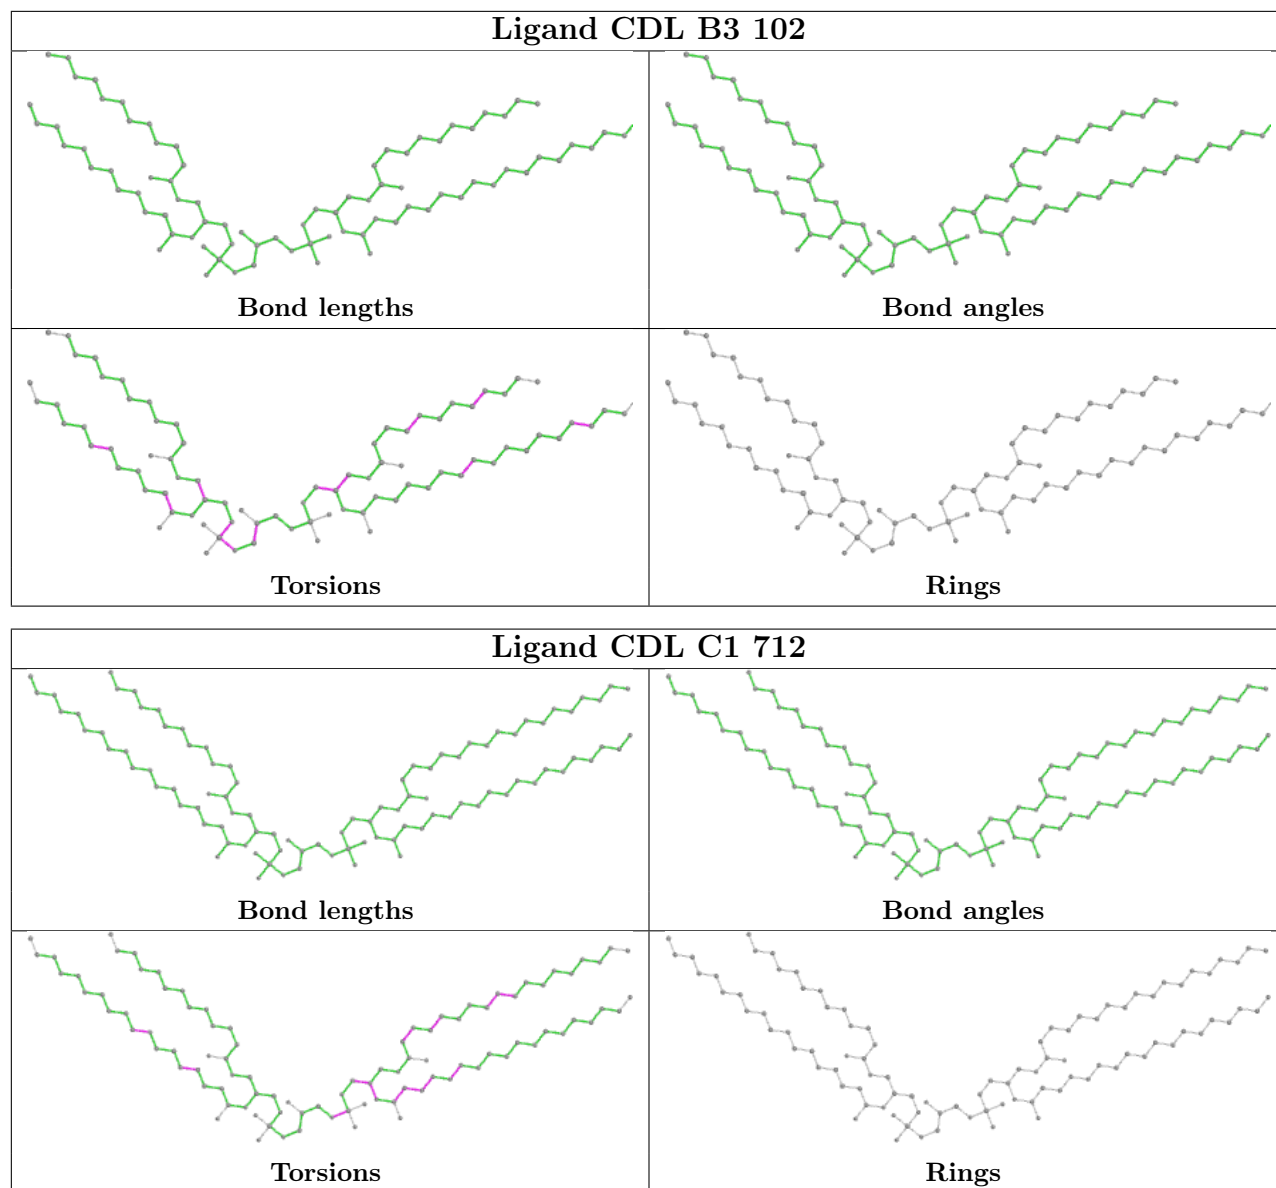 Ligand CDL B3 102
Bond lengths
Bond angles
Torsions
Rings
Ligand CDL C1 712
Bond lengths
Bond angles
Torsions
Rings